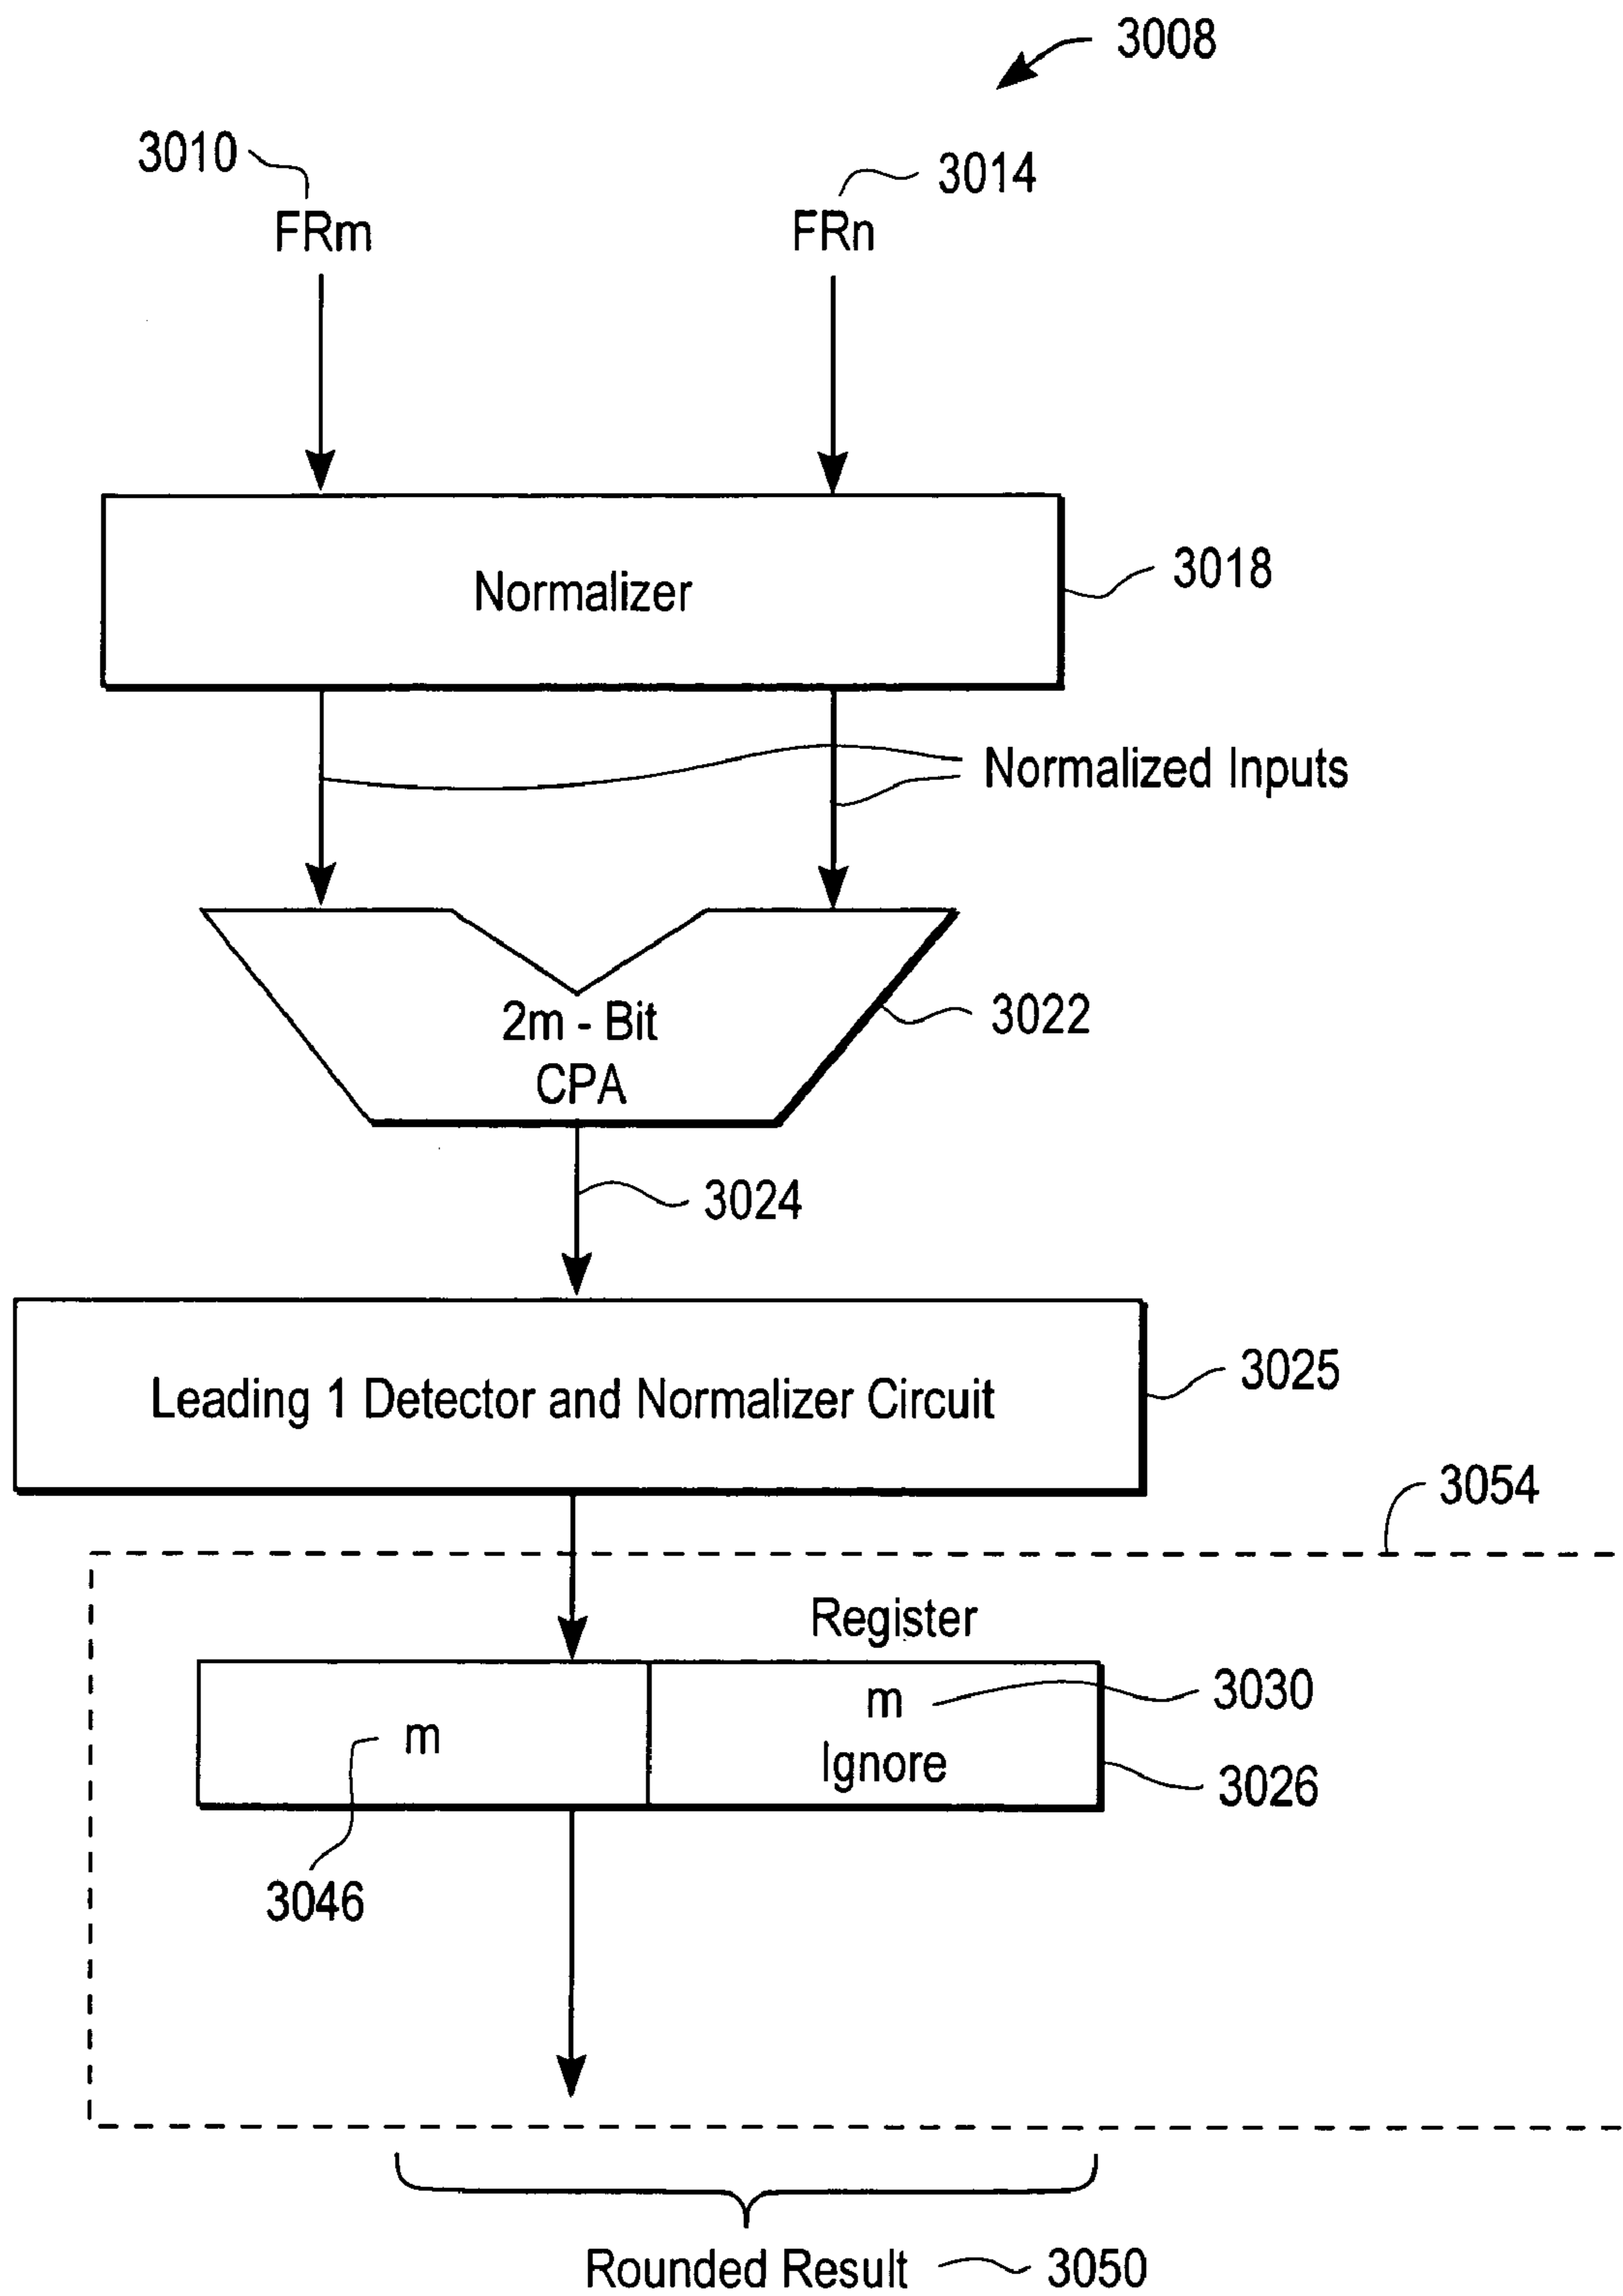 3008
3010
3014
FRm
FRn
Normalizer
3018
Normalized Inputs
2m - Bit
CPA
3022
3024
Leading 1 Detector and Normalizer Circuit
3025
3054
Register
m
m
Ignore
3030
3026
3046
Rounded Result
3050